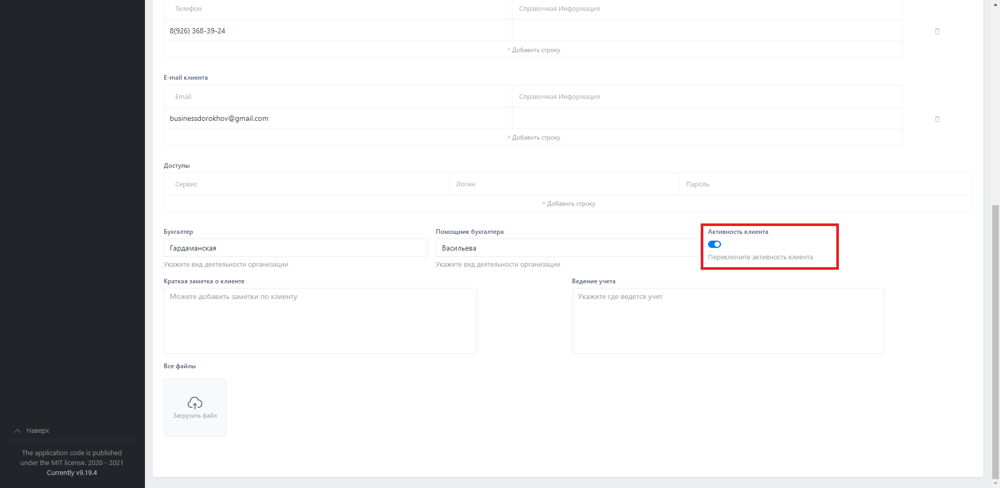 Телефон
Справочная Информация
8(926) 368-39-24
+ Добавить строку
E-mail клиента
Email
Справочная Информация
businessdorokhov@gmail.com
+ Добавить строку
Доступы
Сервис
Логин
Пароль
+ Добавить строку
Бухгалтер
Помощник бухгалтера
Активность клиента
Гардаманская
Васильева
Переключите активность клиента
Укажите вид деятельности организации
Укажите вид деятельности организации
Краткая заметка о клиенте
Ведение учета
Можете добавить заметки по клиенту
Укажите где ведется учет
Все файлы
Загрузить файл
Наверх
The application code is published
under the MIT license. 2020 - 2021
Currently v9.19.4